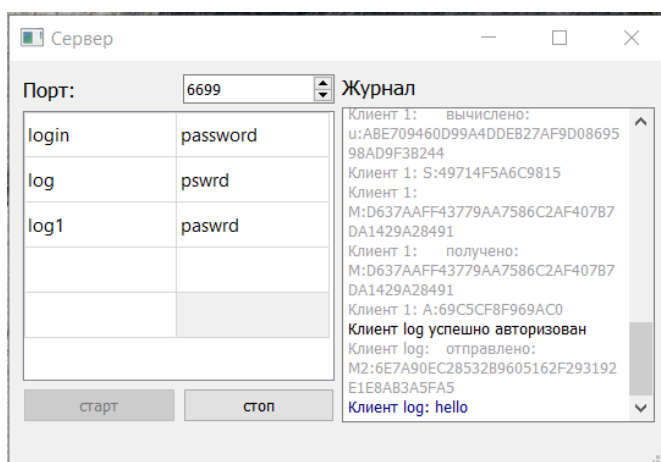 Сервер
Порт:
6699
login password
log pswrd
log1 paswrd
старт
стоп
Журнал
Клиент 1: вычислено:
u:ABE709460D99A4DDEB27AF9D08695
98AD9F3B244
Клиент 1: S:49714F5A6C9815
Клиент 1:
M:D637AAFF43779AA7586C2AF407B7
DA1429A28491
Клиент 1: получено:
M:D637AAFF43779AA7586C2AF407B7
DA1429A28491
Клиент 1: A:69C5CF8F969AC0
Клиент log успешно авторизован
Клиент log: отправлено:
M2:6E7A90EC28532B9605162F293192
E1E8AB3A5FA5
Клиент log: hello